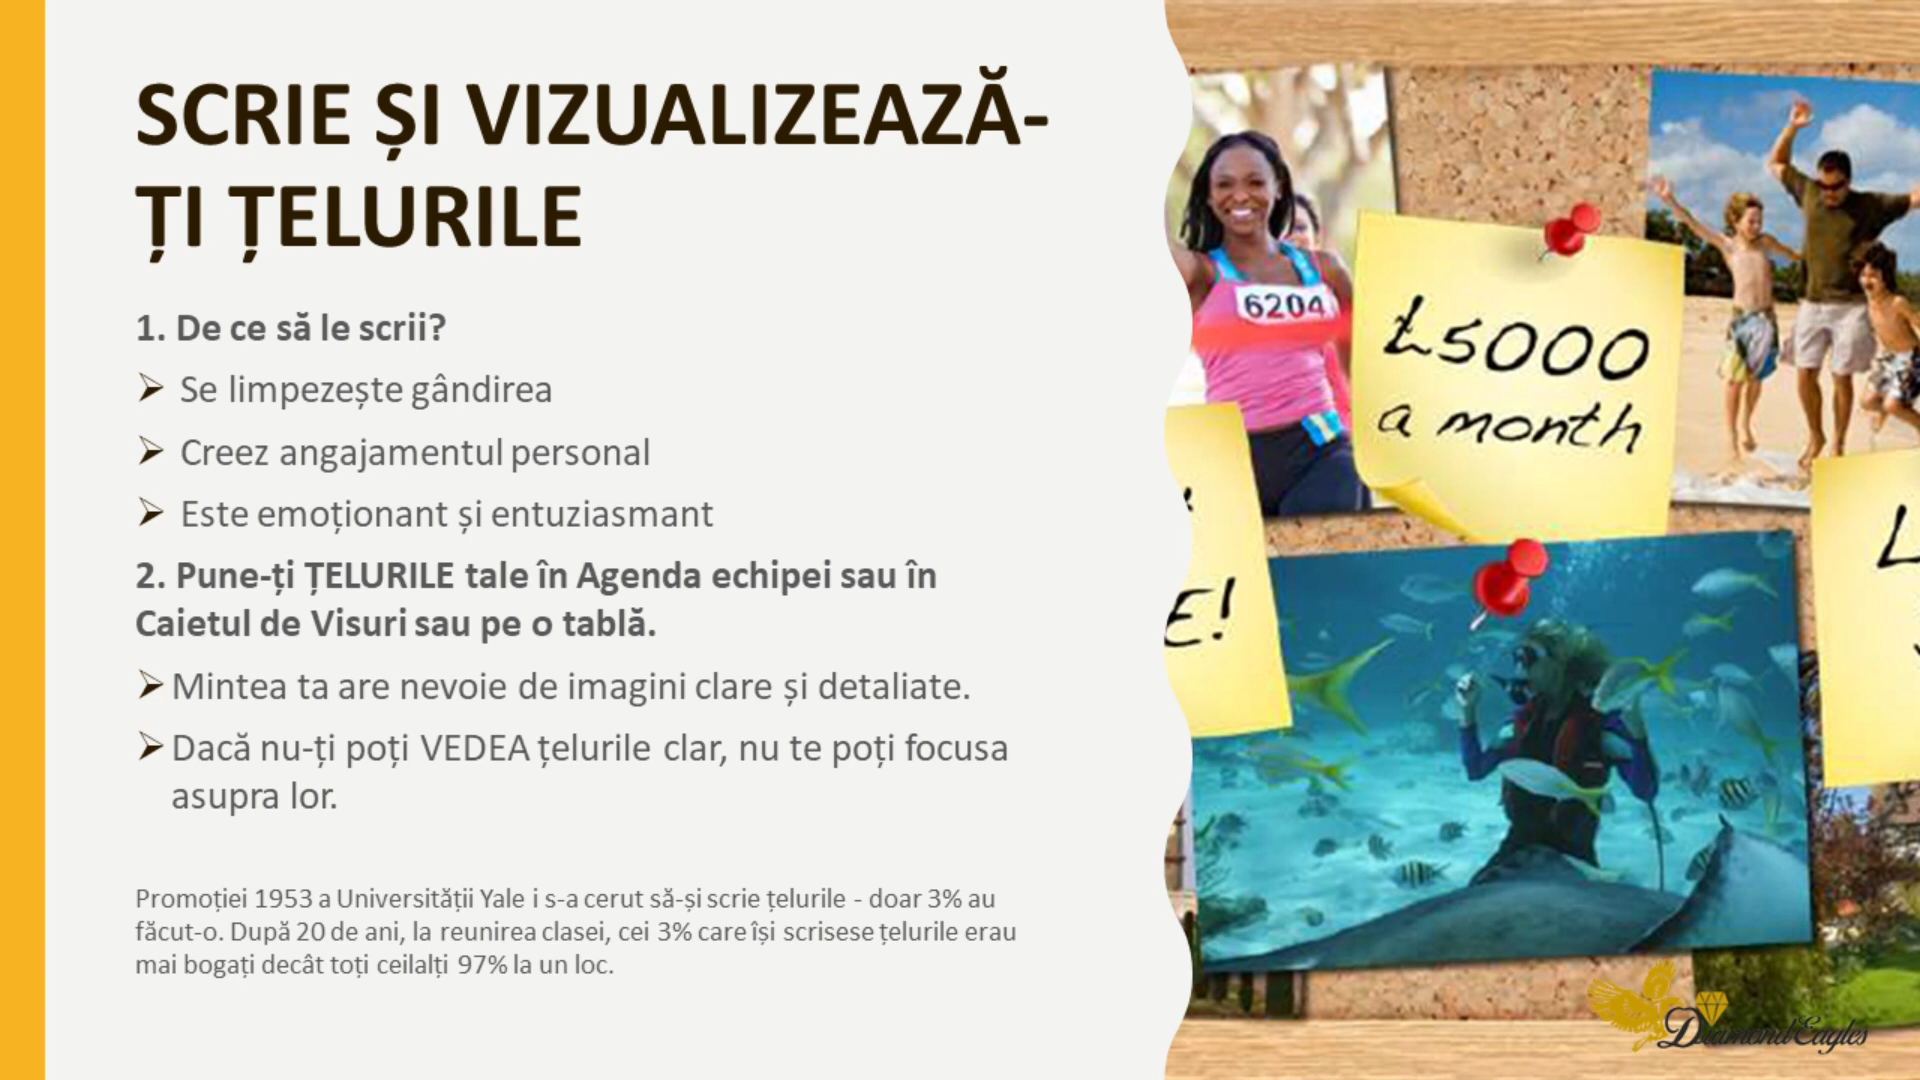 SCRIE ȘI VIZUALIZEAZĂ-
ȚI ȚELURILE
1. De ce să le scrii?
Se limpezește gândirea
Creez angajamentul personal
Este emoționant și entuziasmant
2. Pune-ți ȚELURILE tale în Agenda echipei sau în
Caietul de Visuri sau pe o tablă.
Mintea ta are nevoie de imagini clare și detaliate.
Dacă nu-ți poți VEDEA țelurile clar, nu te poți focusa
asupra lor.
Promoției 1953 a Universității Yale i s-a cerut să-și scrie țelurile - doar 3% au
făcut-o. După 20 de ani, la reunirea clasei, cei 3% care își scrisese țelurile erau
mai bogați decât toți ceilalți 97% la un loc.
6204
£5000
a month
E!
Diamond Eagles